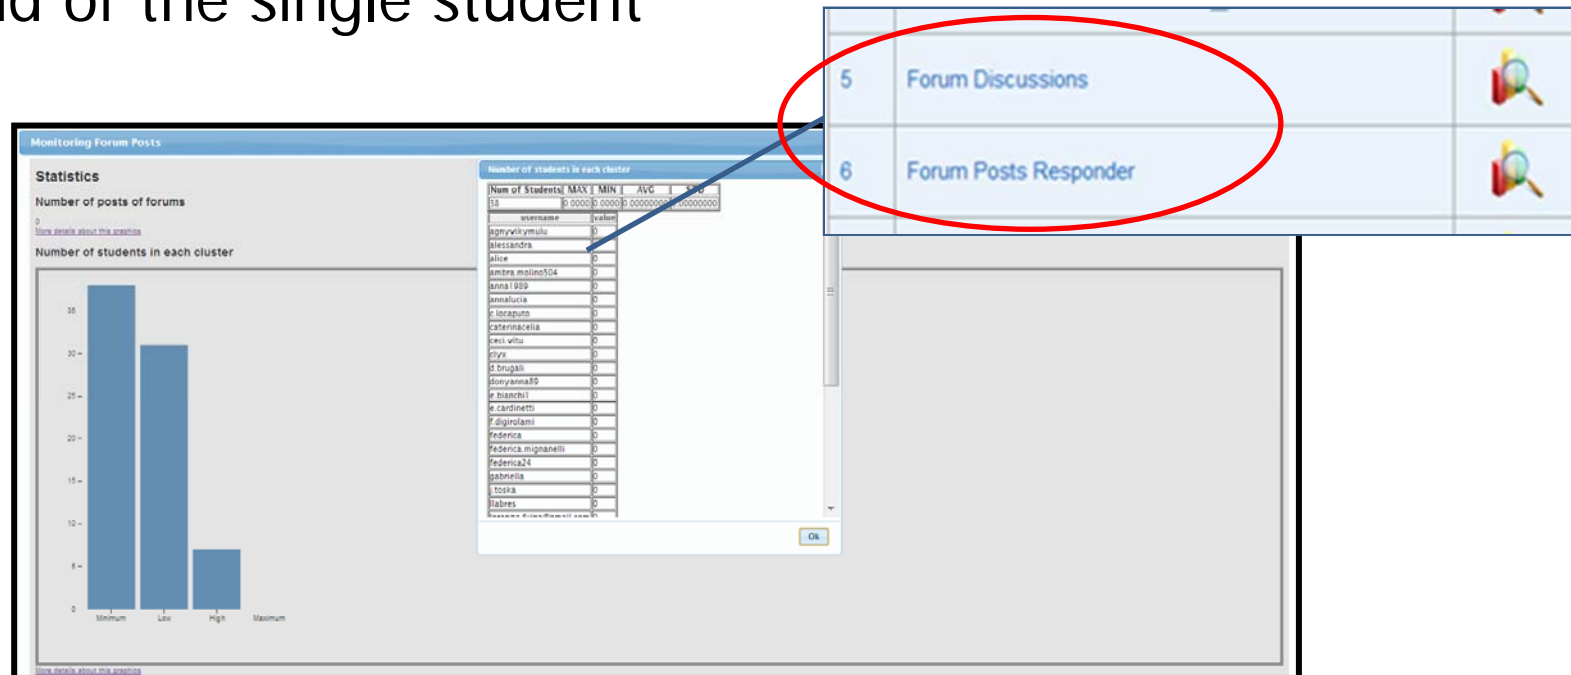 of the single student
5 Forum Discussions
6 Forum Posts Responder
Monitoring Forum Posts
Statistics
Number of posts of forums
0
More details about this graphics
Number of students in each cluster
35
30
25
20
15
10
5
0
Minimum Low High Maximum
More details about this graphics
Number of students in each cluster
Num of Students MAX MIN AVG
38 0.0000 0.0000 0.00000000 0.00000000
username value
agnyvikymulu 0
alessandra 0
alice 0
ambra.molino504 0
anna1989 0
annalucia 0
c.locaputo 0
caterinacelia 0
ceci.vitu 0
clyx 0
d.brugali 0
donyanna89 0
e.bianchi1 0
e.cardinetti 0
f.digirolami 0
federica 0
federica.mignanelli 0
federica24 0
gabriella 0
j.toska 0
llabres 0
Ok